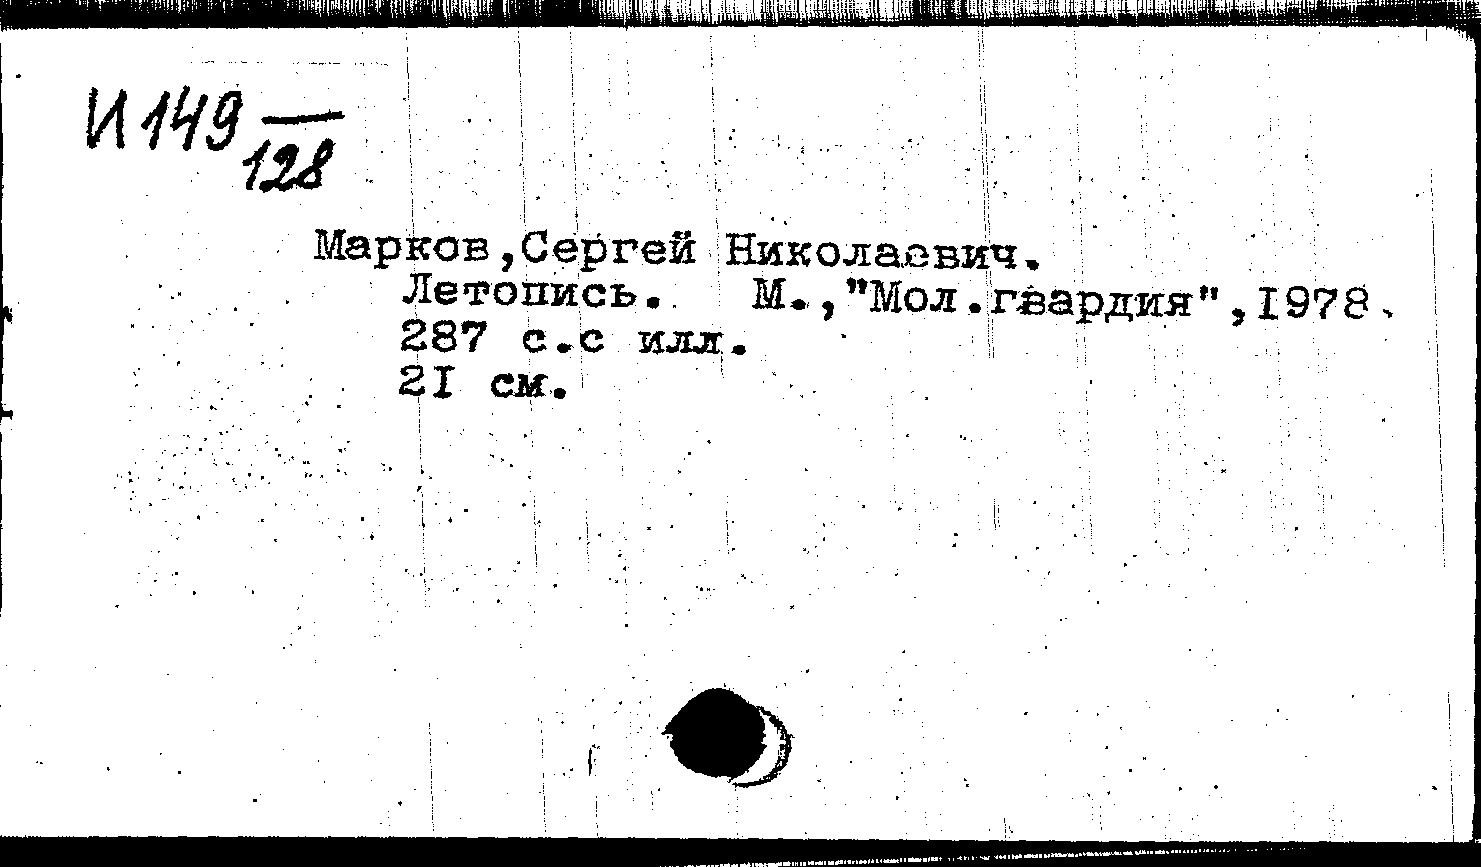 И149
128
Марков,Сергей Николаевич.
Летопись. М.,"Мол.гвардия",1978.
287 с.с илл.
21 см.